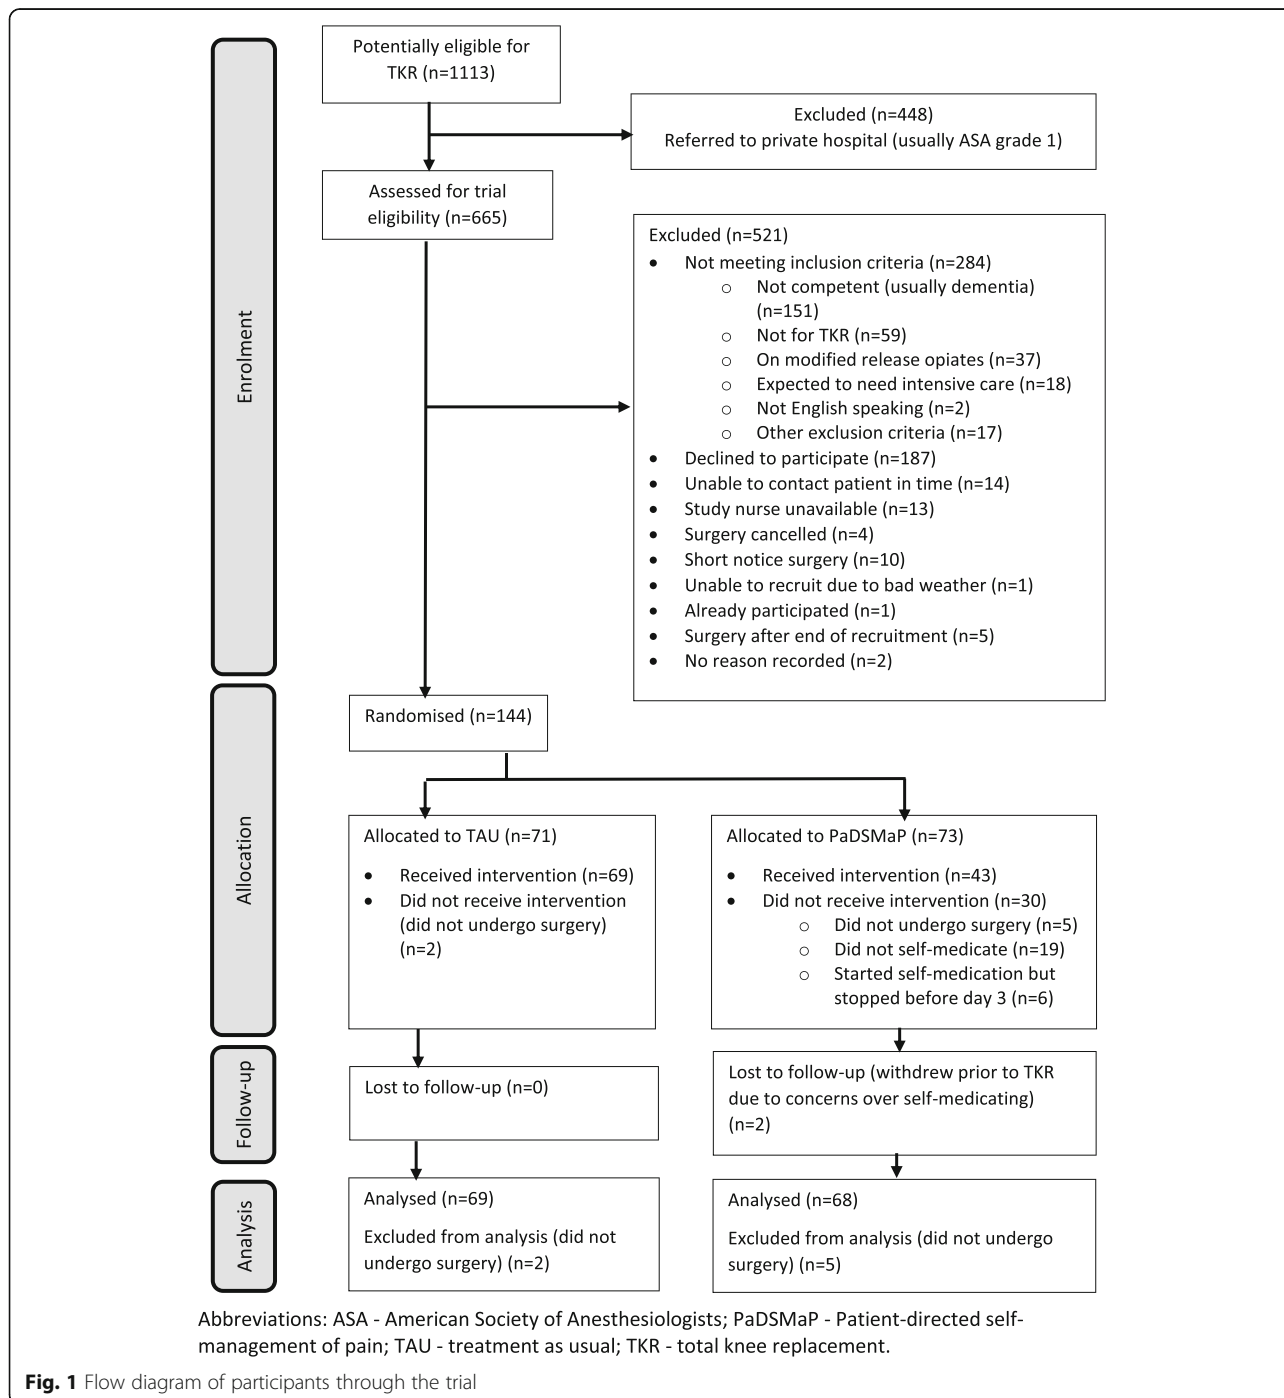 Potentially eligible for
TKR (n=1113)
Excluded (n=448)
Referred to private hospital (usually ASA grade 1)
Assessed for trial
eligibility (n=665)
Enrolment
Excluded (n=521)
• Not meeting inclusion criteria (n=284)
o Not competent (usually dementia)
(n=151)
o Not for TKR (n=59)
o On modified release opiates (n=37)
o Expected to need intensive care (n=18)
o Not English speaking (n=2)
o Other exclusion criteria (n=17)
• Declined to participate (n=187)
• Unable to contact patient in time (n=14)
• Study nurse unavailable (n=13)
• Surgery cancelled (n=4)
• Short notice surgery (n=10)
• Unable to recruit due to bad weather (n=1)
• Already participated (n=1)
• Surgery after end of recruitment (n=5)
• No reason recorded (n=2)
Randomised (n=144)
Allocation
Allocated to TAU (n=71)
• Received intervention (n=69)
• Did not receive intervention
(did not undergo surgery)
(n=2)
Allocated to PaDSMaP (n=73)
• Received intervention (n=43)
• Did not receive intervention (n=30)
o Did not undergo surgery (n=5)
o Did not self-medicate (n=19)
o Started self-medication but
stopped before day 3 (n=6)
Follow-up
Lost to follow-up (n=0)
Lost to follow-up (withdrew prior to TKR
due to concerns over self-medicating)
(n=2)
Analysis
Analysed (n=69)
Excluded from analysis (did not
undergo surgery) (n=2)
Analysed (n=68)
Excluded from analysis (did not undergo
surgery) (n=5)
Abbreviations: ASA - American Society of Anesthesiologists; PaDSMaP - Patient-directed self-
management of pain; TAU - treatment as usual; TKR - total knee replacement.
Fig. 1 Flow diagram of participants through the trial